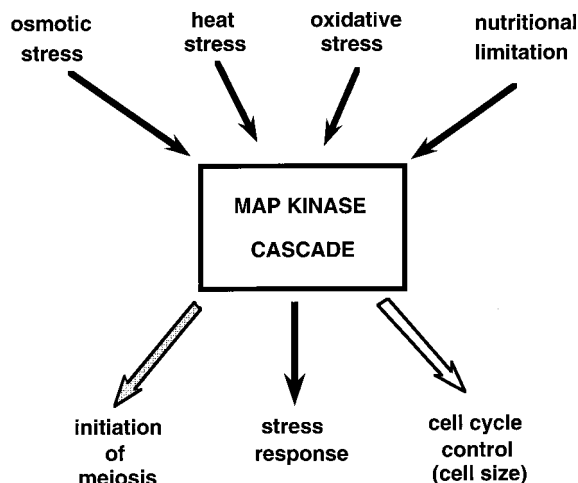 osmotic
stress
heat
stress
oxidative
stress
nutritional
limitation
MAP KINASE
CASCADE
initiation
of
meiosis
stress
response
cell cycle
control
(cell size)